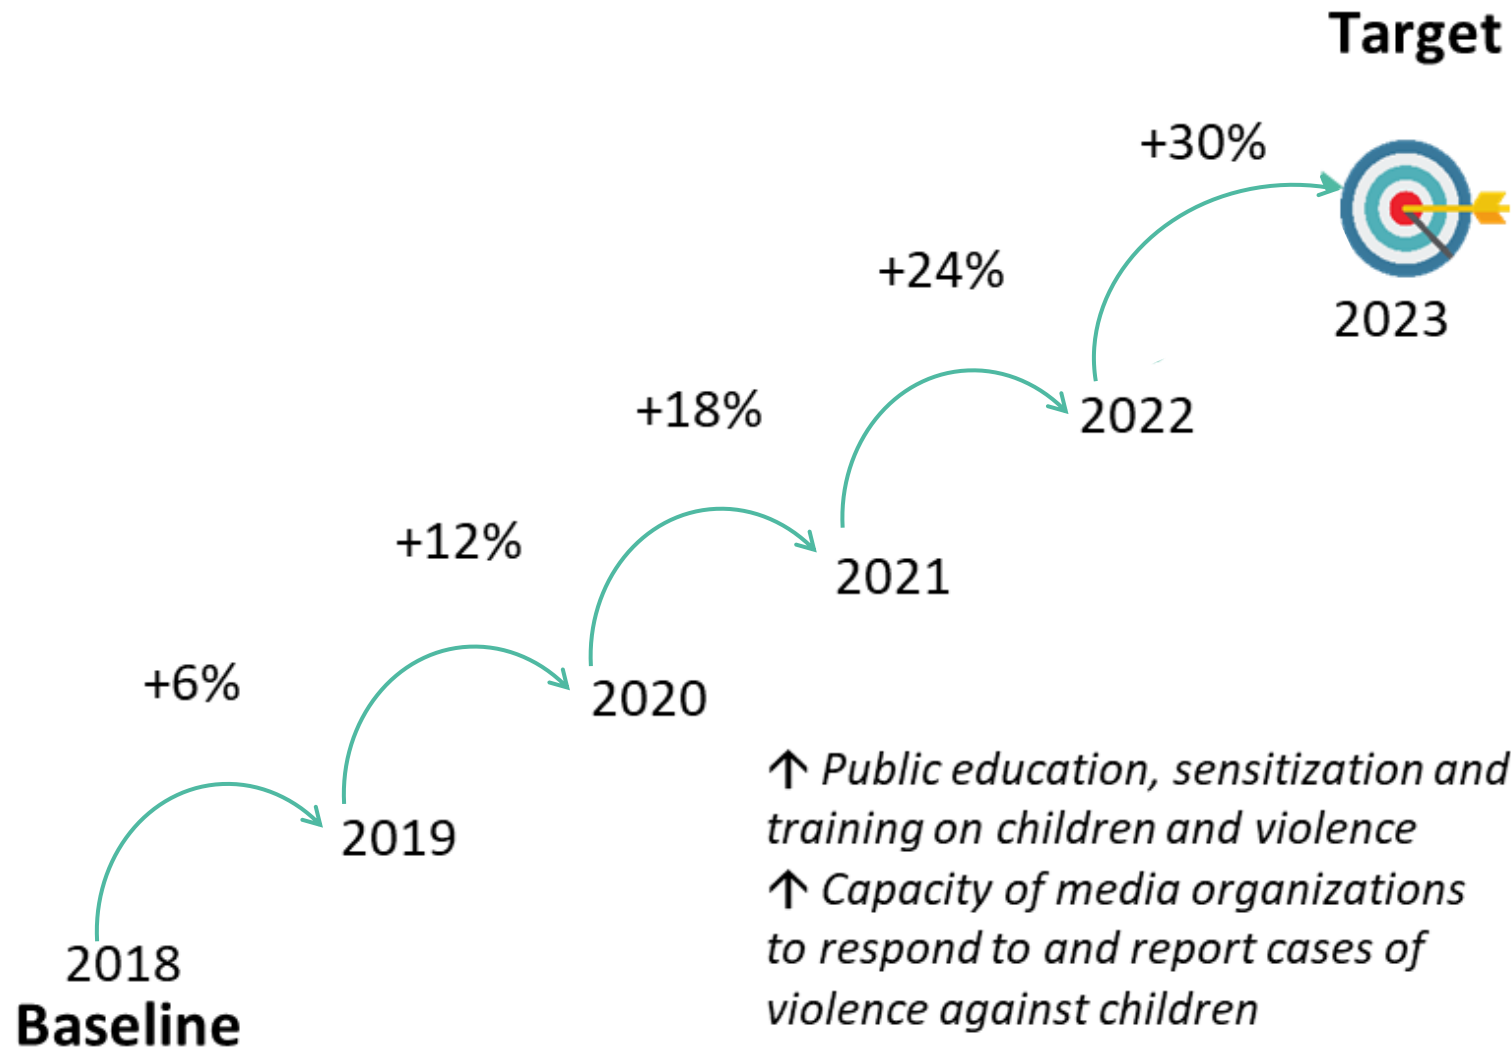 Target
+30%
2023
+24%
2022
+18%
2021
+12%
2020
+6%
2019
2018
Baseline
↑ Public education, sensitization and
training on children and violence
↑ Capacity of media organizations
to respond to and report cases of
violence against children